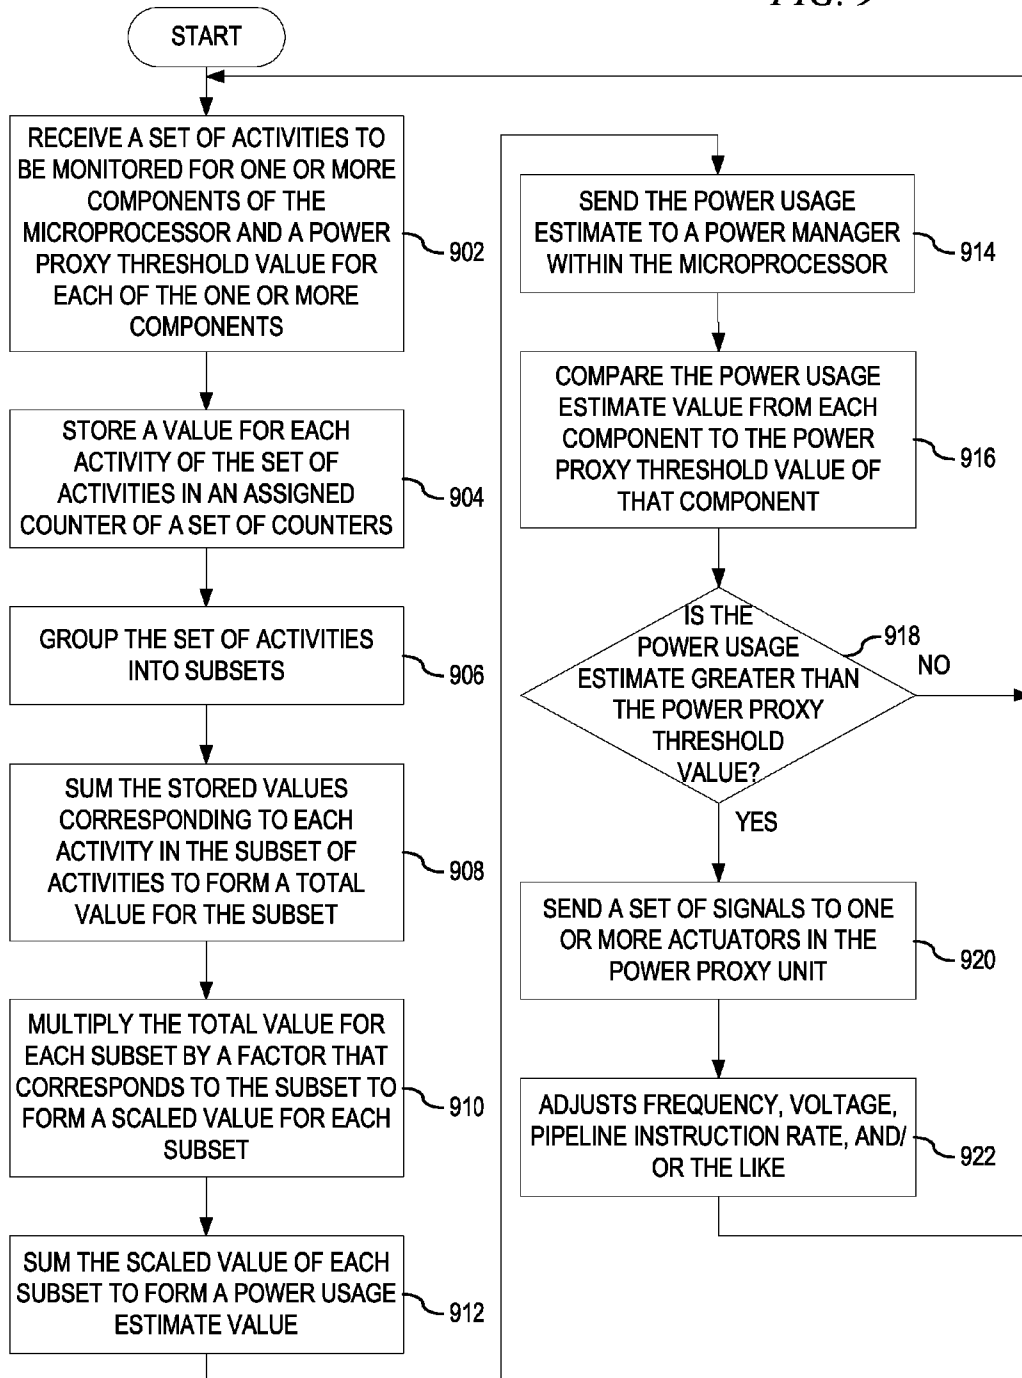 FIG. 9
START
RECEIVE A SET OF ACTIVITIES TO
BE MONITORED FOR ONE OR MORE
COMPONENTS OF THE
MICROPROCESSOR AND A POWER
PROXY THRESHOLD VALUE FOR
EACH OF THE ONE OR MORE
COMPONENTS
902
STORE A VALUE FOR EACH
ACTIVITY OF THE SET OF
ACTIVITIES IN AN ASSIGNED
COUNTER OF A SET OF COUNTERS
904
GROUP THE SET OF ACTIVITIES
INTO SUBSETS
906
SUM THE STORED VALUES
CORRESPONDING TO EACH
ACTIVITY IN THE SUBSET OF
ACTIVITIES TO FORM A TOTAL
VALUE FOR THE SUBSET
908
MULTIPLY THE TOTAL VALUE FOR
EACH SUBSET BY A FACTOR THAT
CORRESPONDS TO THE SUBSET TO
FORM A SCALED VALUE FOR EACH
SUBSET
910
SUM THE SCALED VALUE OF EACH
SUBSET TO FORM A POWER USAGE
ESTIMATE VALUE
912
SEND THE POWER USAGE
ESTIMATE TO A POWER MANAGER
WITHIN THE MICROPROCESSOR
914
COMPARE THE POWER USAGE
ESTIMATE VALUE FROM EACH
COMPONENT TO THE POWER
PROXY THRESHOLD VALUE OF
THAT COMPONENT
916
IS THE
POWER USAGE
ESTIMATE GREATER THAN
THE POWER PROXY
THRESHOLD
VALUE?
918
NO
YES
SEND A SET OF SIGNALS TO ONE
OR MORE ACTUATORS IN THE
POWER PROXY UNIT
920
ADJUSTS FREQUENCY, VOLTAGE,
PIPELINE INSTRUCTION RATE, AND/
OR THE LIKE
922